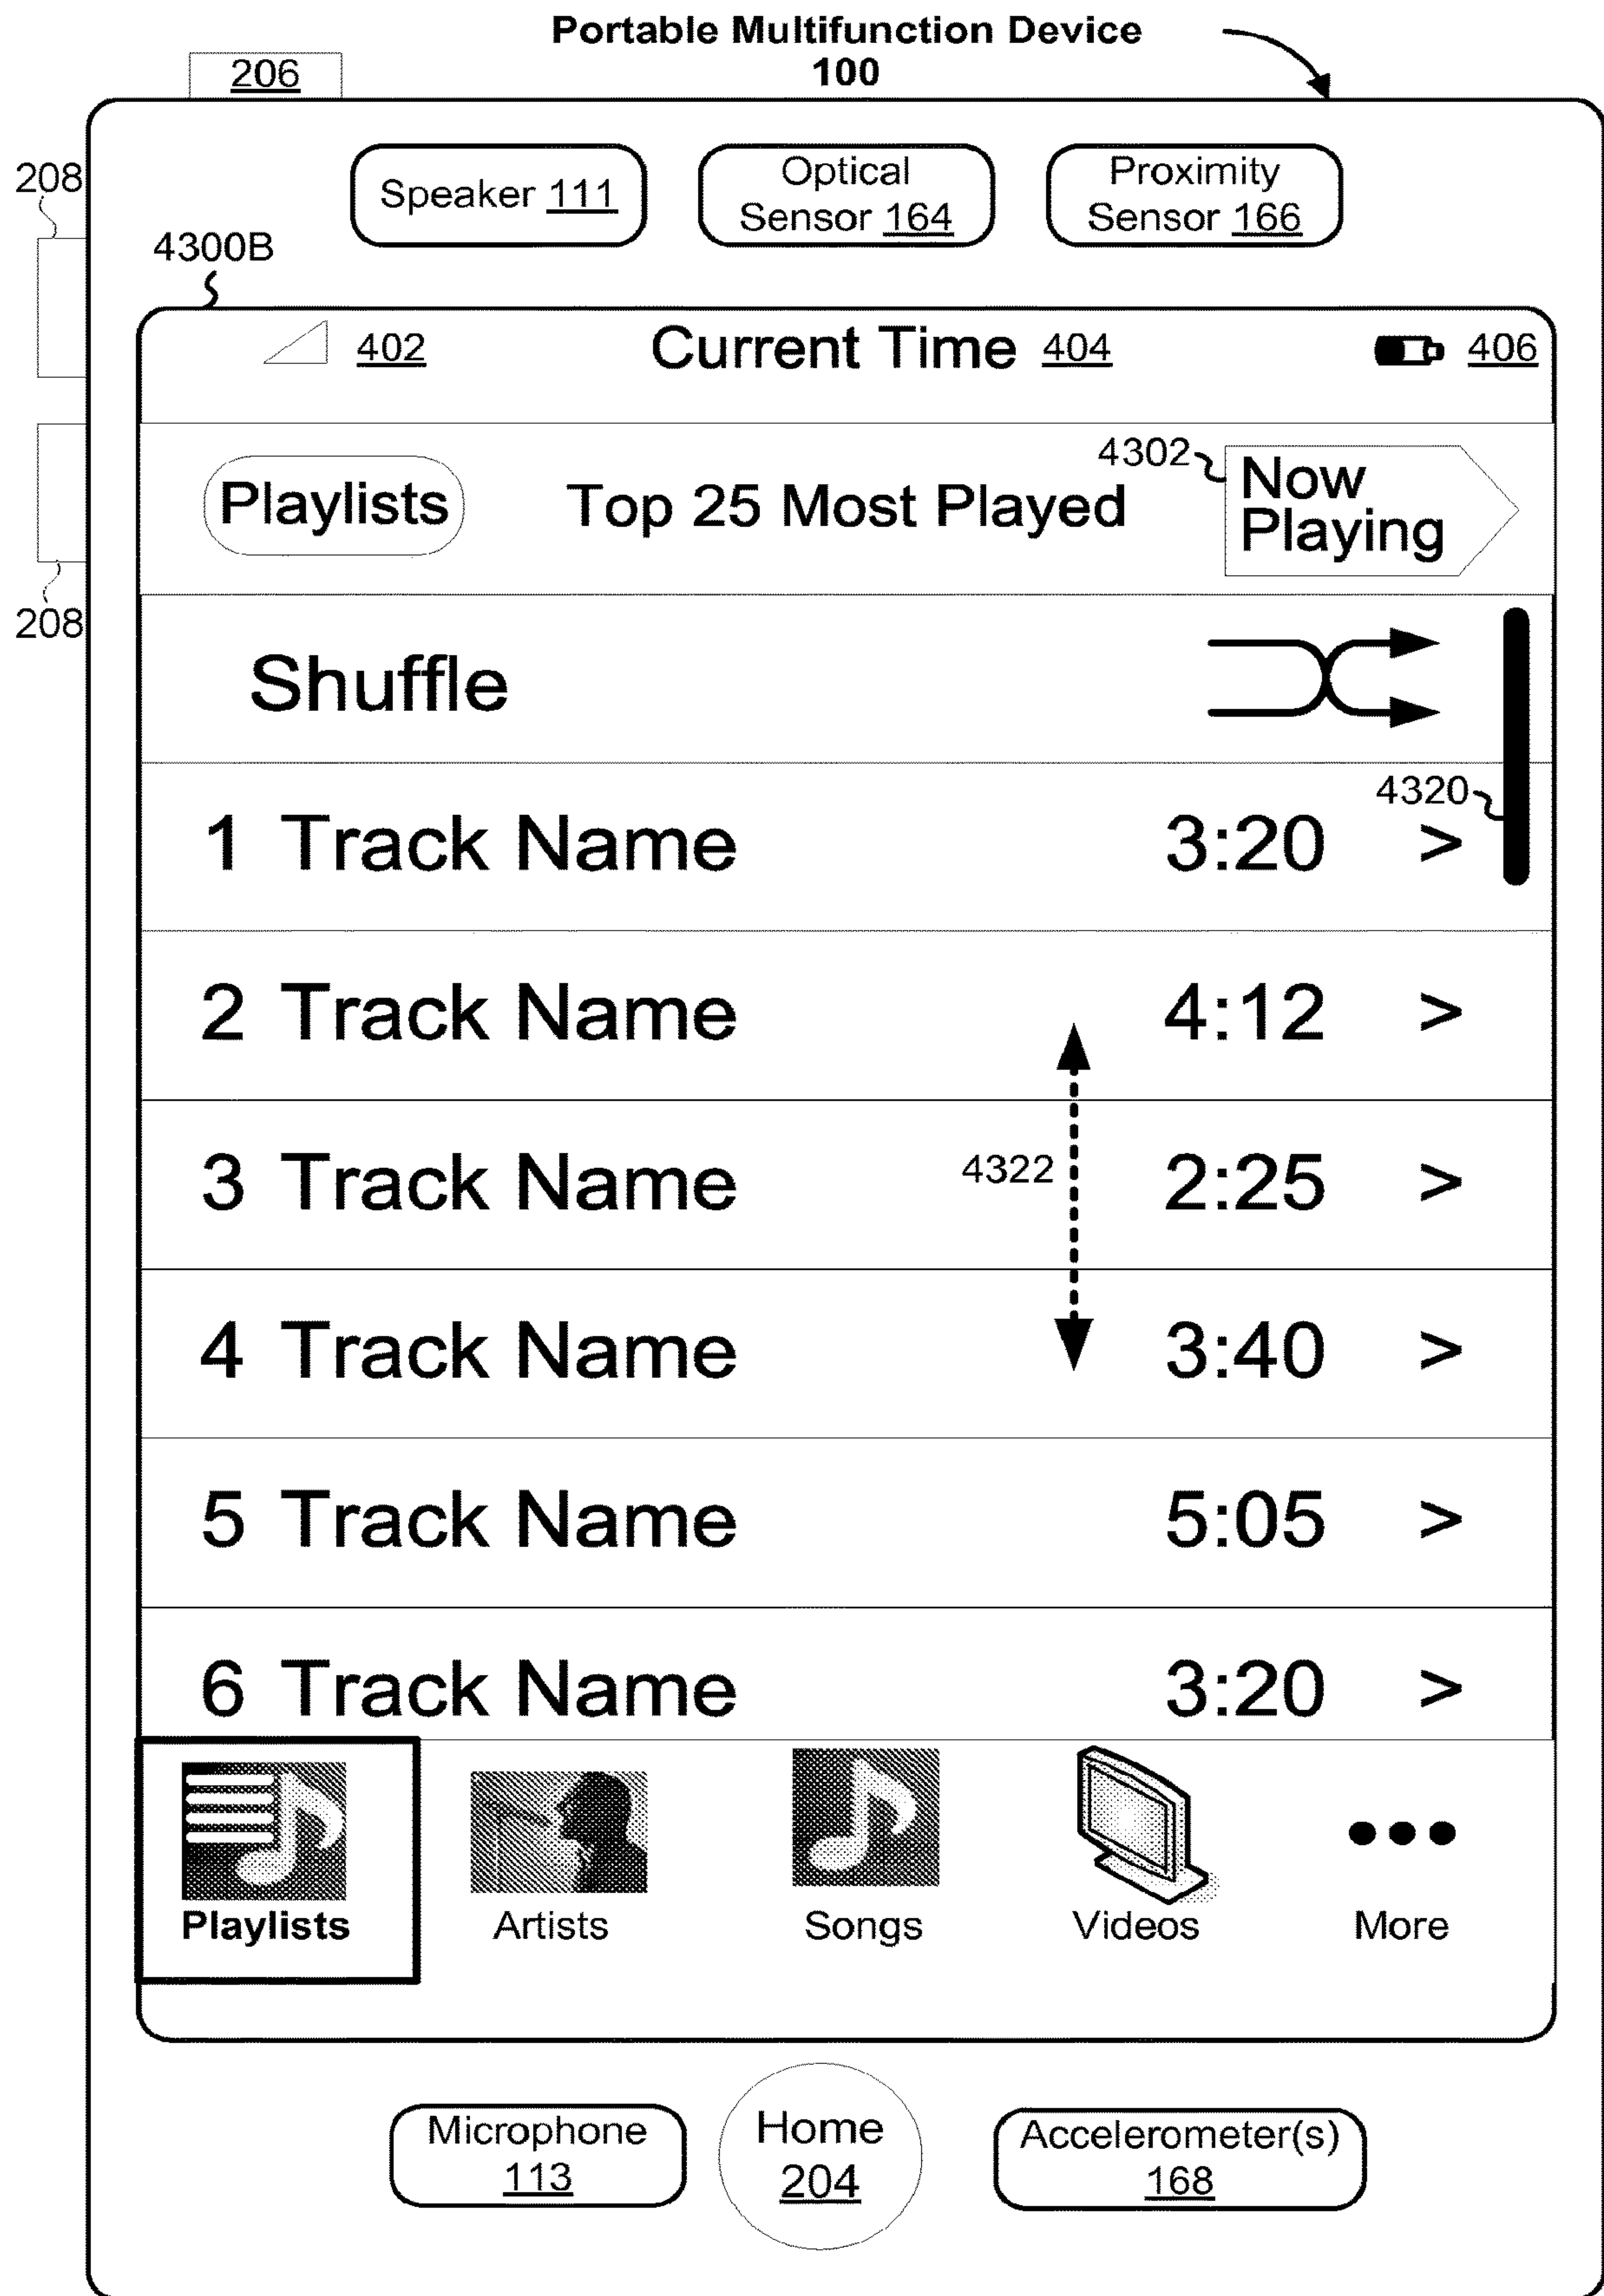 Portable Multifunction Device
100
206
208
Speaker 111
Optical
Sensor 164
Proximity
Sensor 166
4300B
402
Current Time 404
406
Playlists
Top 25 Most Played
4302
Now
Playing
208
Shuffle
4320
1 Track Name 3:20 >
2 Track Name 4:12 >
4322
3 Track Name 2:25 >
4 Track Name 3:40 >
5 Track Name 5:05 >
6 Track Name 3:20 >
Playlists
Artists
Songs
Videos
More
Microphone
113
Home
204
Accelerometer(s)
168